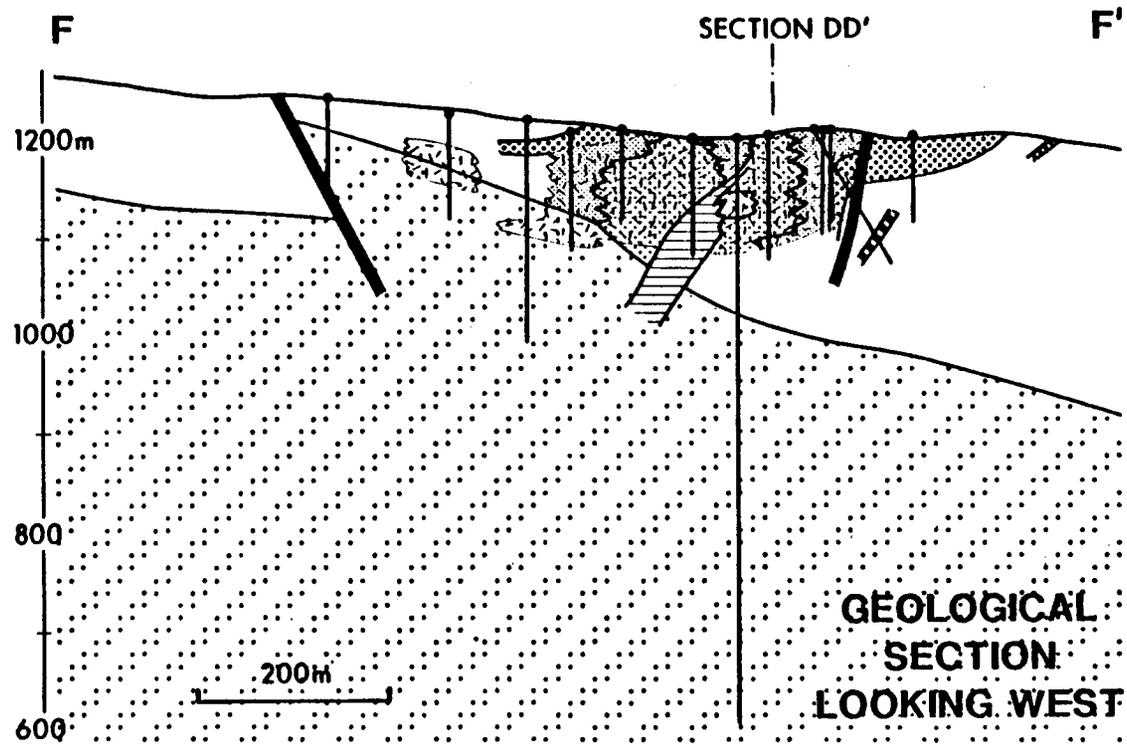 F
SECTION DD'
F'
1200m
1000
800
600
200m
GEOLOGICAL
SECTION
LOOKING WEST